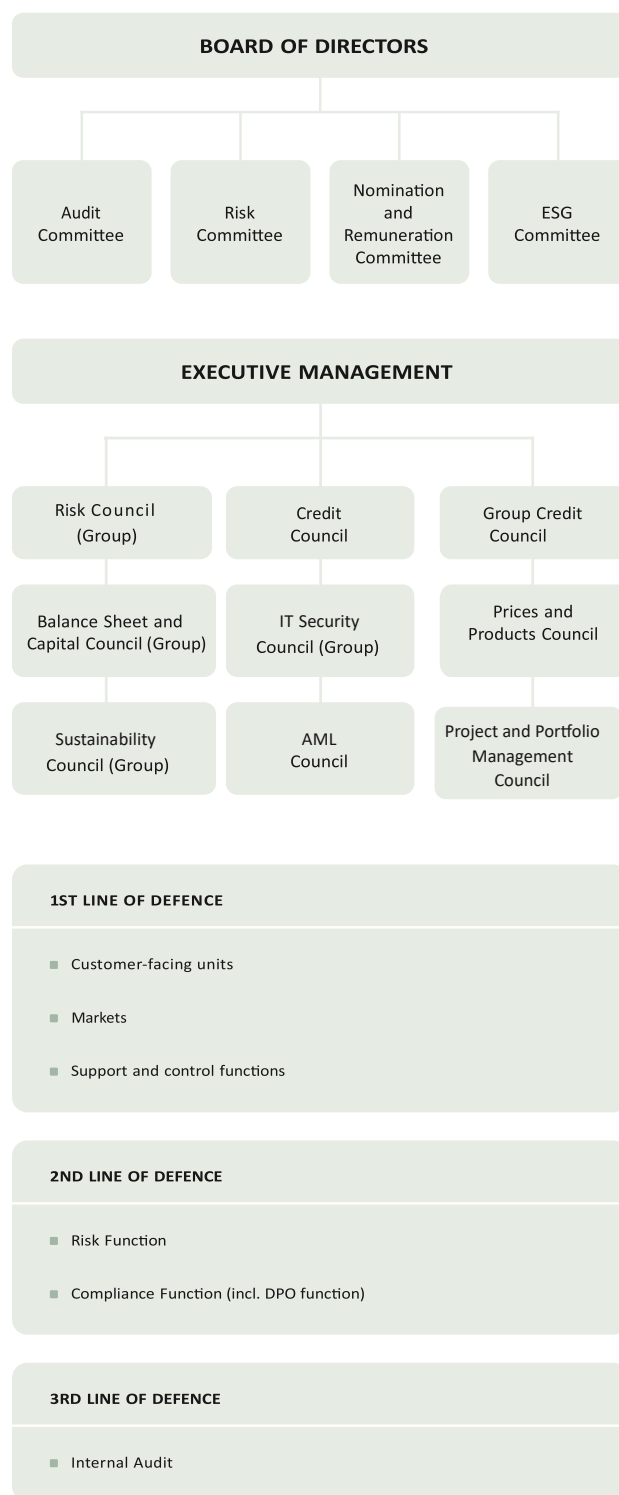 BOARD OF DIRECTORS
Audit
Committee
Risk
Committee
Nomination
and
Remuneration
Committee
ESG
Committee
EXECUTIVE MANAGEMENT
Risk Council
(Group)
Credit
Council
Group Credit
Council
Balance Sheet and
Capital Council (Group)
IT Security
Council (Group)
Prices and
Products Council
Sustainability
Council (Group)
AML
Council
Project and Portfolio
Management
Council
1ST LINE OF DEFENCE
Customer-facing units
Markets
Support and control functions
2ND LINE OF DEFENCE
Risk Function
Compliance Function (incl. DPO function)
3RD LINE OF DEFENCE
Internal Audit